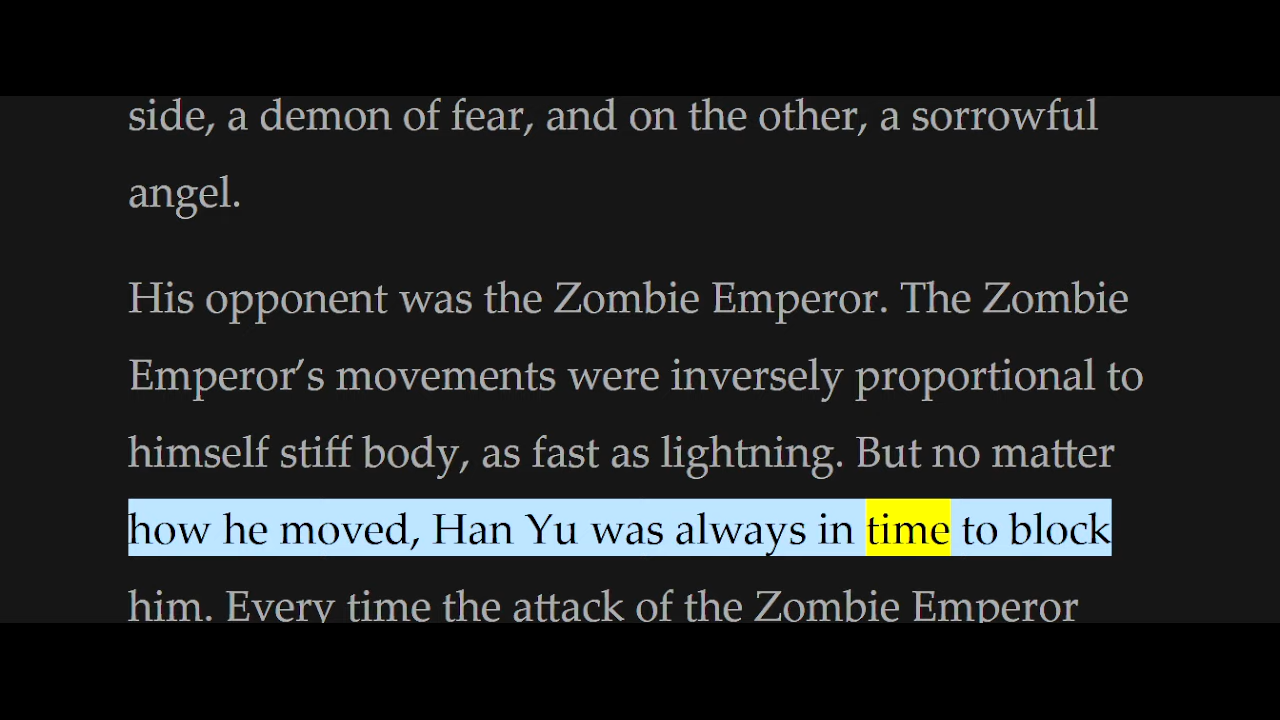 side, a demon of fear, and on the other, a sorrowful
angel.
His opponent was the Zombie Emperor. The Zombie
Emperor’s movements were inversely proportional to
himself stiff body, as fast as lightning. But no matter
how he moved, Han Yu was always in time to block
him. Every time the attack of the Zombie Emperor